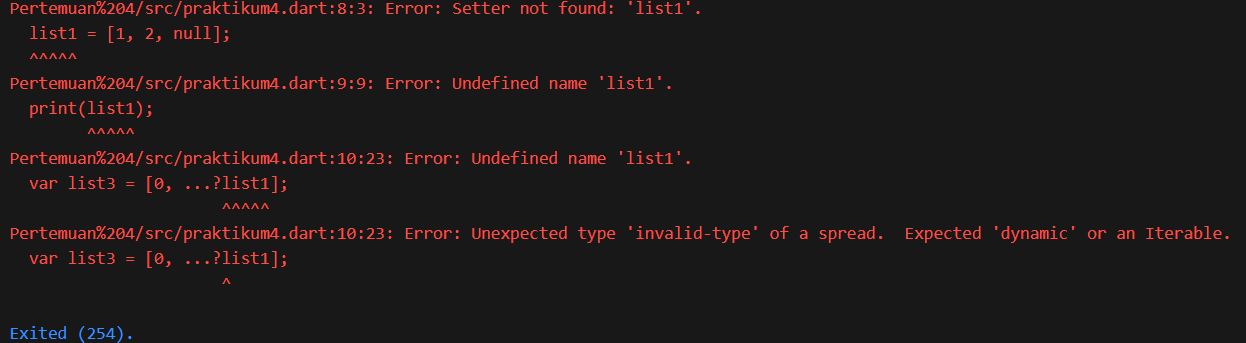 Pertemuan%204/src/praktikum4.dart:8:3: Error: Setter not found: 'list1'.
  list1 = [1, 2, null];
  ^^^^^
Pertemuan%204/src/praktikum4.dart:9:9: Error: Undefined name 'list1'.
  print(list1);
        ^^^^^
Pertemuan%204/src/praktikum4.dart:10:23: Error: Undefined name 'list1'.
  var list3 = [0, ...?list1];
                      ^^^^^
Pertemuan%204/src/praktikum4.dart:10:23: Error: Unexpected type 'invalid-type' of a spread.  Expected 'dynamic' or an Iterable.
  var list3 = [0, ...?list1];
                      ^
Exited (254).